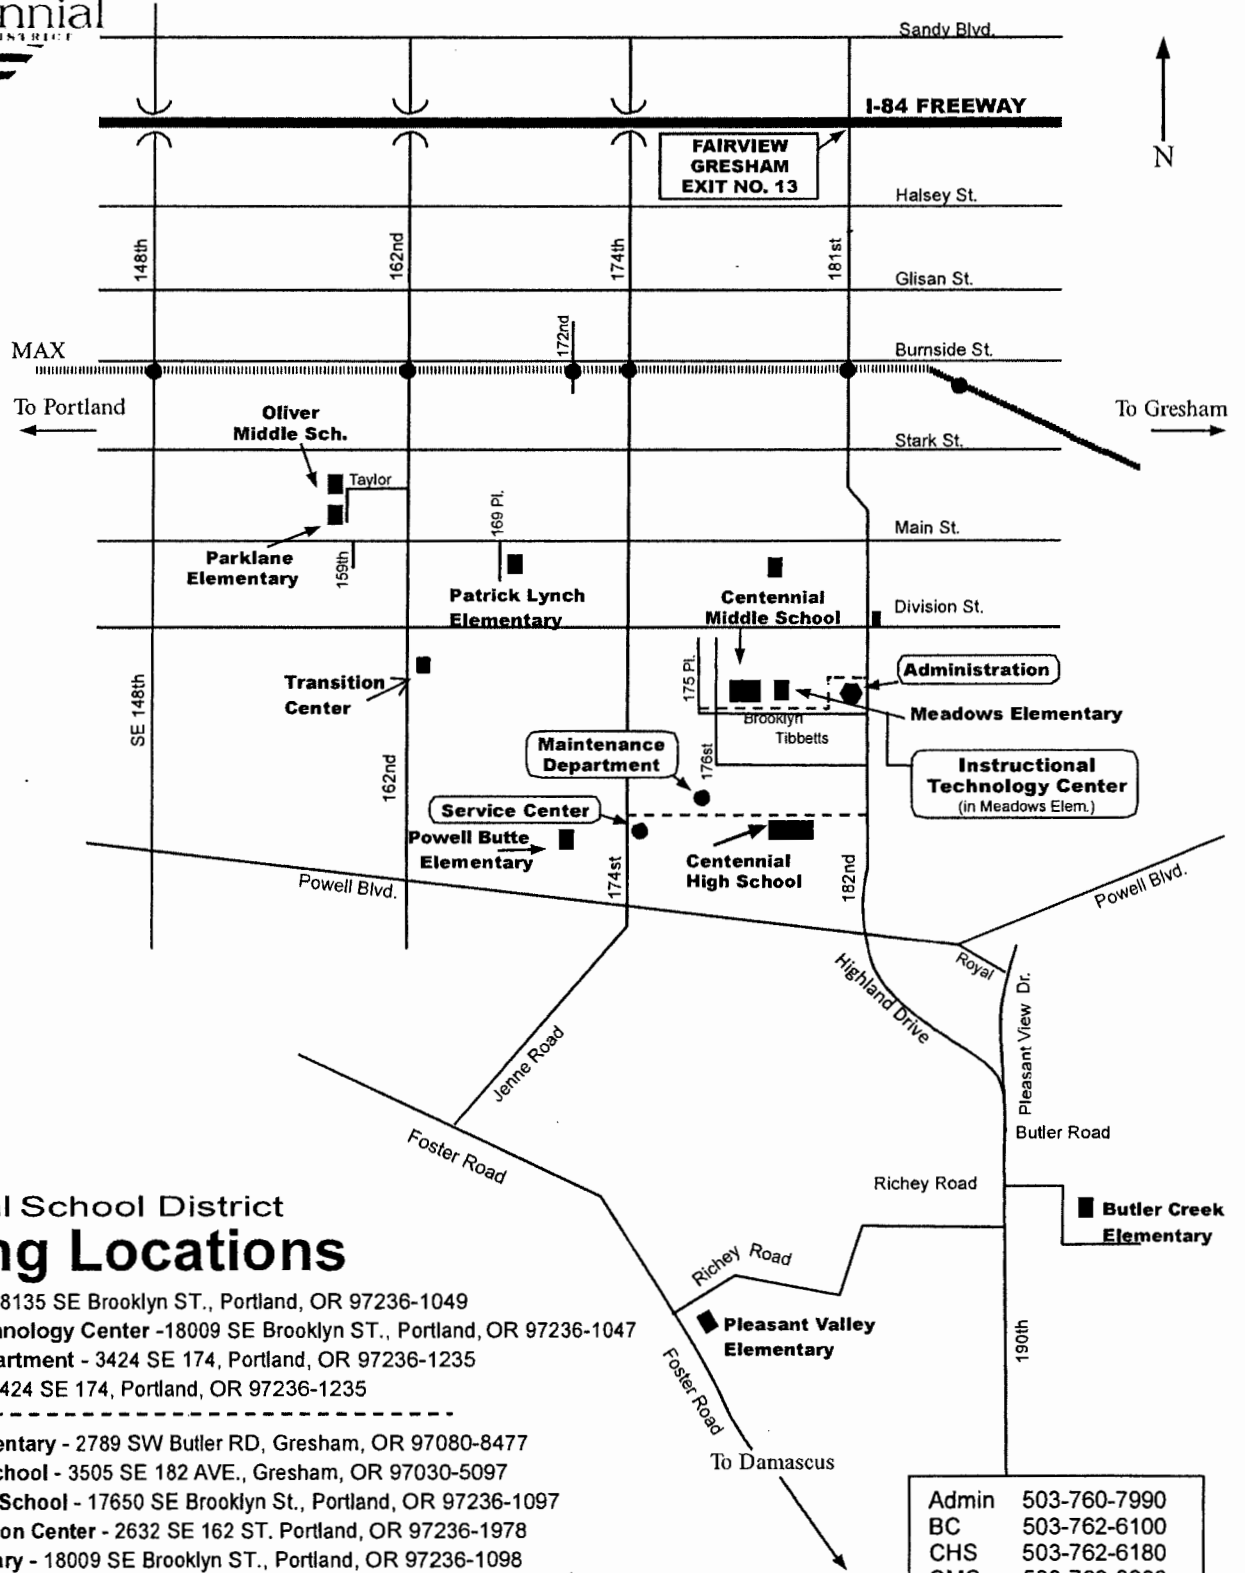 nnial
Sandy Blvd.
I-84 FREEWAY
FAIRVIEW
GRESHAM
EXIT NO. 13
N
Halsey St.
148th
162nd
174th
181st
Glisan St.
172nd
MAX
Burnside St.
To Portland
To Gresham
Oliver
Middle Sch.
Stark St.
Taylor
169 Pl.
Main St.
Parklane
Elementary
159th
Patrick Lynch
Elementary
Centennial
Middle School
Division St.
Transition
Center
SE 148th
162nd
175 Pl.
Administration
Meadows Elementary
Brooklyn
Tibbetts
176st
Maintenance
Department
Instructional
Technology Center
(in Meadows Elem.)
Service Center
Powell Butte
Elementary
174st
Centennial
High School
182nd
Powell Blvd.
Powell Blvd.
Royal
Highland Drive
Pleasant View Dr.
Jenne Road
Foster Road
Butler Road
Richey Road
Butler Creek
Elementary
Richey Road
Pleasant Valley
Elementary
190th
Foster Road
To Damascus
l School District
ng Locations
8135 SE Brooklyn ST., Portland, OR 97236-1049
nnology Center -18009 SE Brooklyn ST., Portland, OR 97236-1047
artment - 3424 SE 174, Portland, OR 97236-1235
424 SE 174, Portland, OR 97236-1235
entary - 2789 SW Butler RD, Gresham, OR 97080-8477
chool - 3505 SE 182 AVE., Gresham, OR 97030-5097
School - 17650 SE Brooklyn St., Portland, OR 97236-1097
on Center - 2632 SE 162 ST. Portland, OR 97236-1978
ary - 18009 SE Brooklyn ST., Portland, OR 97236-1098
Admin 503-760-7990
BC 503-762-6100
CHS 503-762-6180